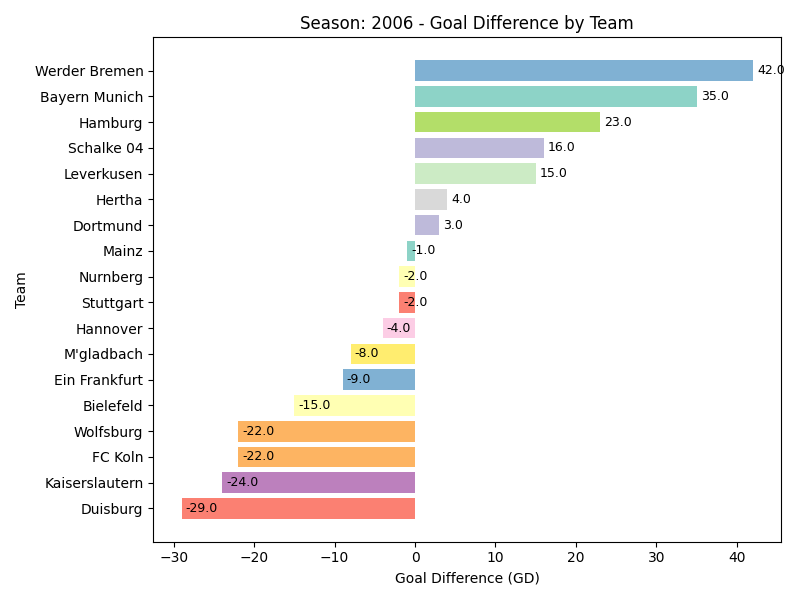 Season: 2006 - Goal Difference by Team
Team
Werder Bremen 42.0
Bayern Munich 35.0
Hamburg 23.0
Schalke 04 16.0
Leverkusen 15.0
Hertha 4.0
Dortmund 3.0
Mainz -1.0
Nurnberg -2.0
Stuttgart -2.0
Hannover -4.0
M'gladbach -8.0
Ein Frankfurt -9.0
Bielefeld -15.0
Wolfsburg -22.0
FC Koln -22.0
Kaiserslautern -24.0
Duisburg -29.0
−30 −20 −10 0 10 20 30 40
Goal Difference (GD)